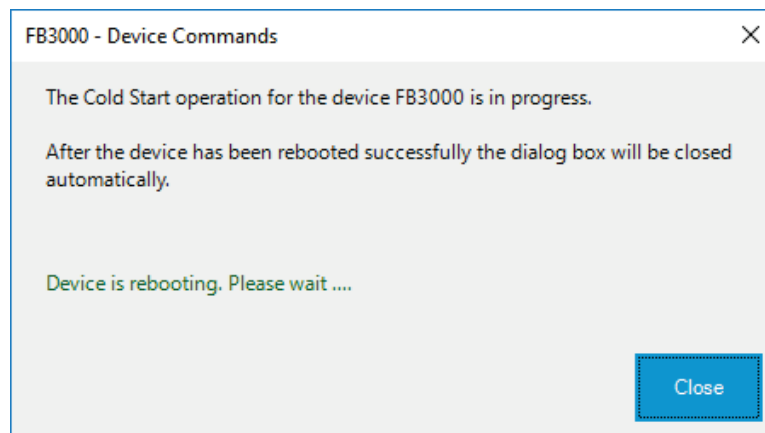 FB3000 - Device Commands
The Cold Start operation for the device FB3000 is in progress.
After the device has been rebooted successfully the dialog box will be closed
automatically.
Device is rebooting. Please wait ....
Close